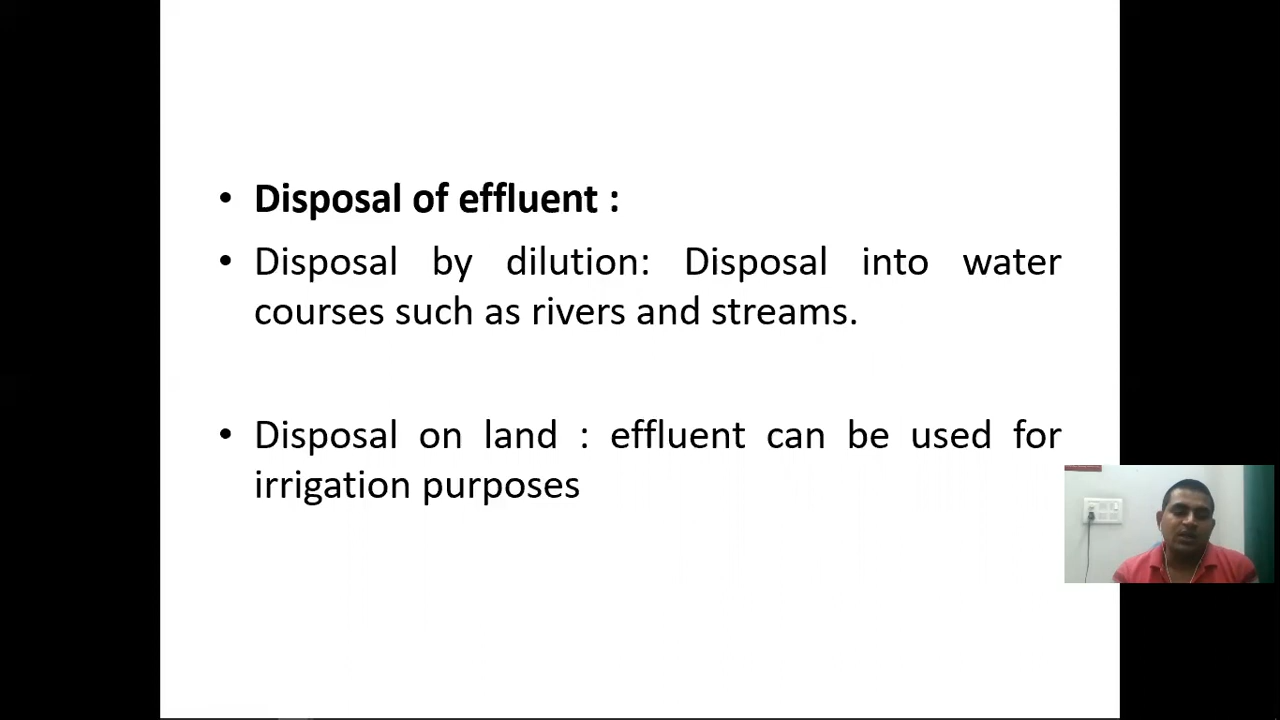 • Disposal of effluent :
• Disposal by dilution: Disposal into water
courses such as rivers and streams.
• Disposal on land : effluent can be used for
irrigation purposes